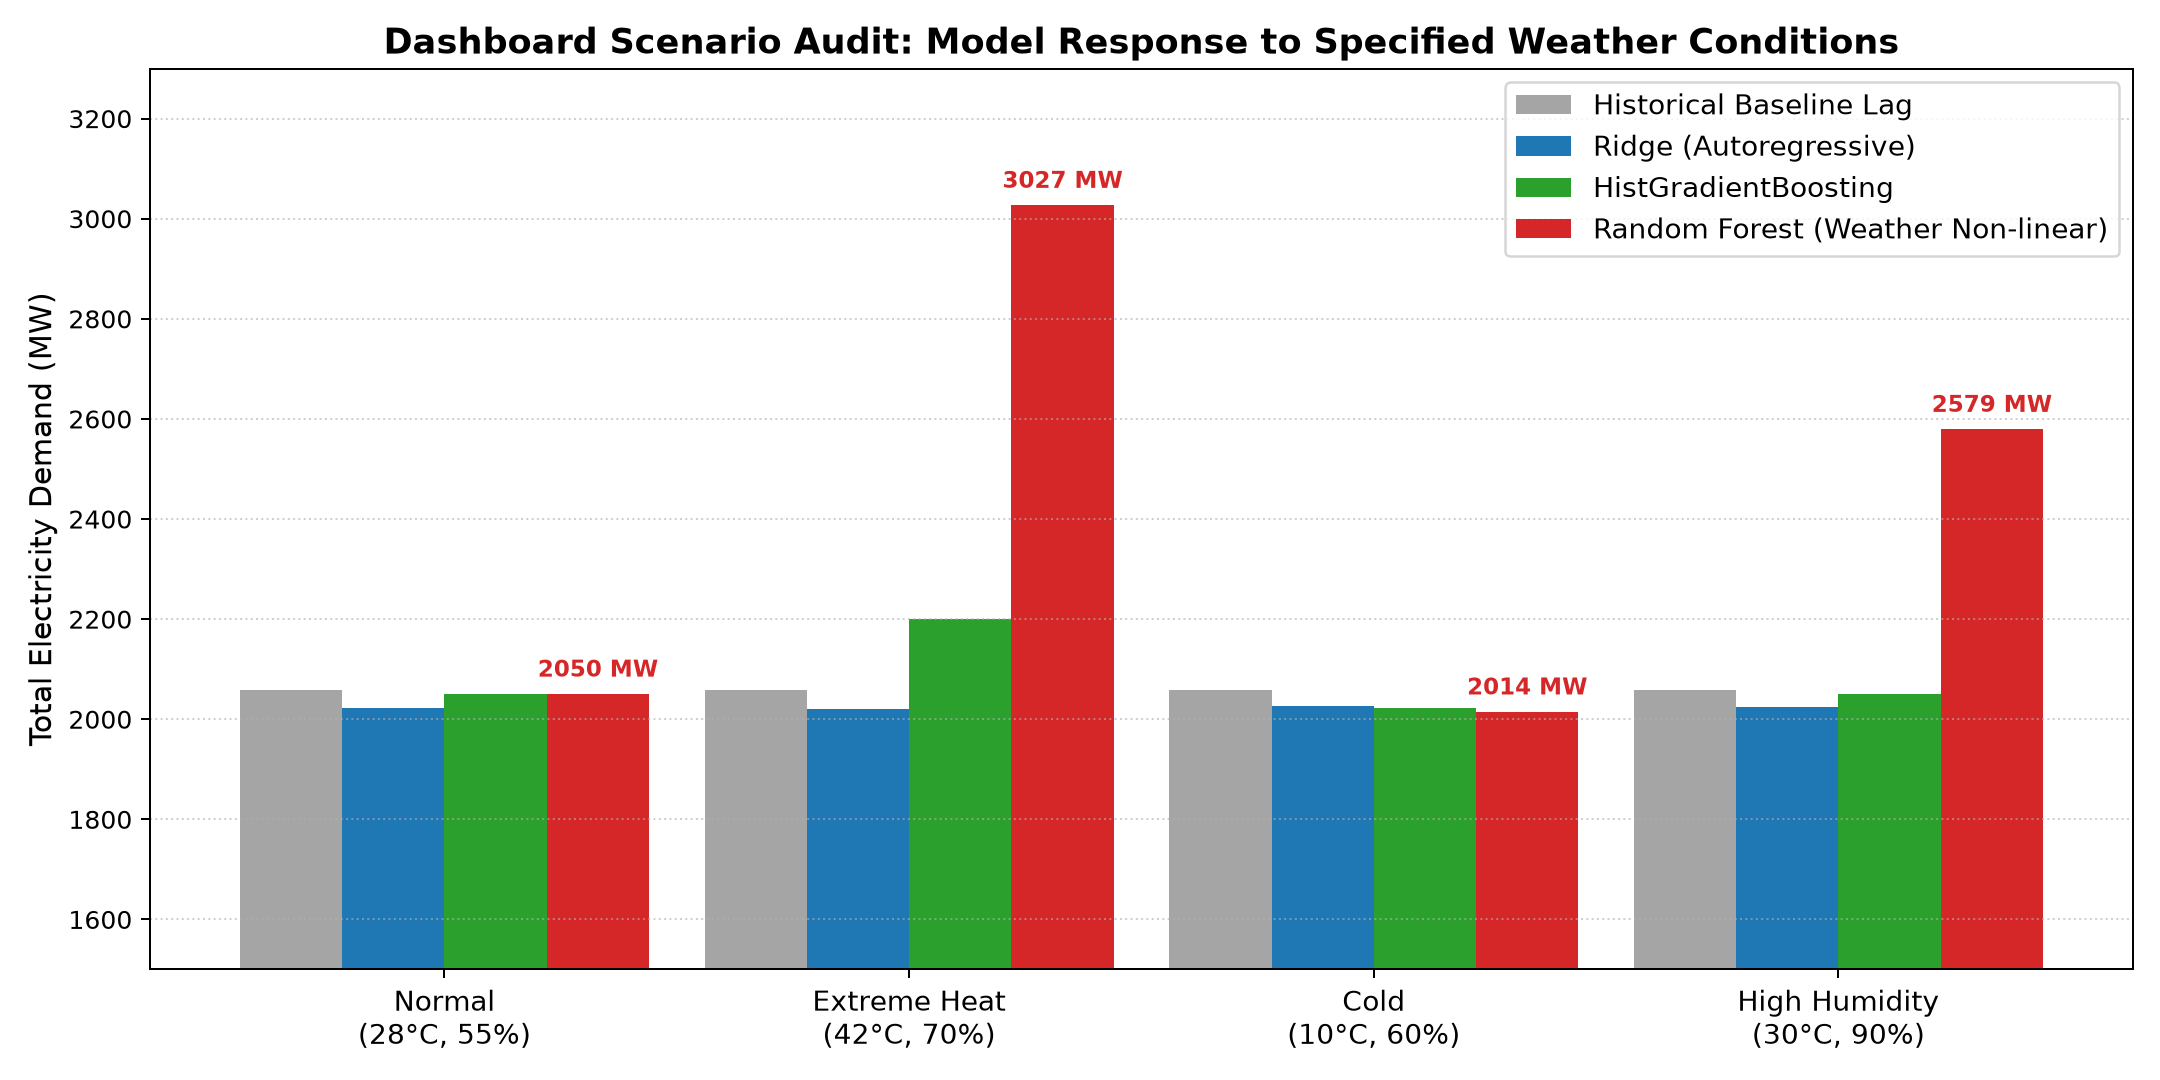 Dashboard Scenario Audit: Model Response to Specified Weather Conditions
Total Electricity Demand (MW)
3200
3000
2800
2600
2400
2200
2000
1800
1600
Historical Baseline Lag
Ridge (Autoregressive)
HistGradientBoosting
Random Forest (Weather Non-linear)
2050 MW
3027 MW
2014 MW
2579 MW
Normal
(28°C, 55%)
Extreme Heat
(42°C, 70%)
Cold
(10°C, 60%)
High Humidity
(30°C, 90%)